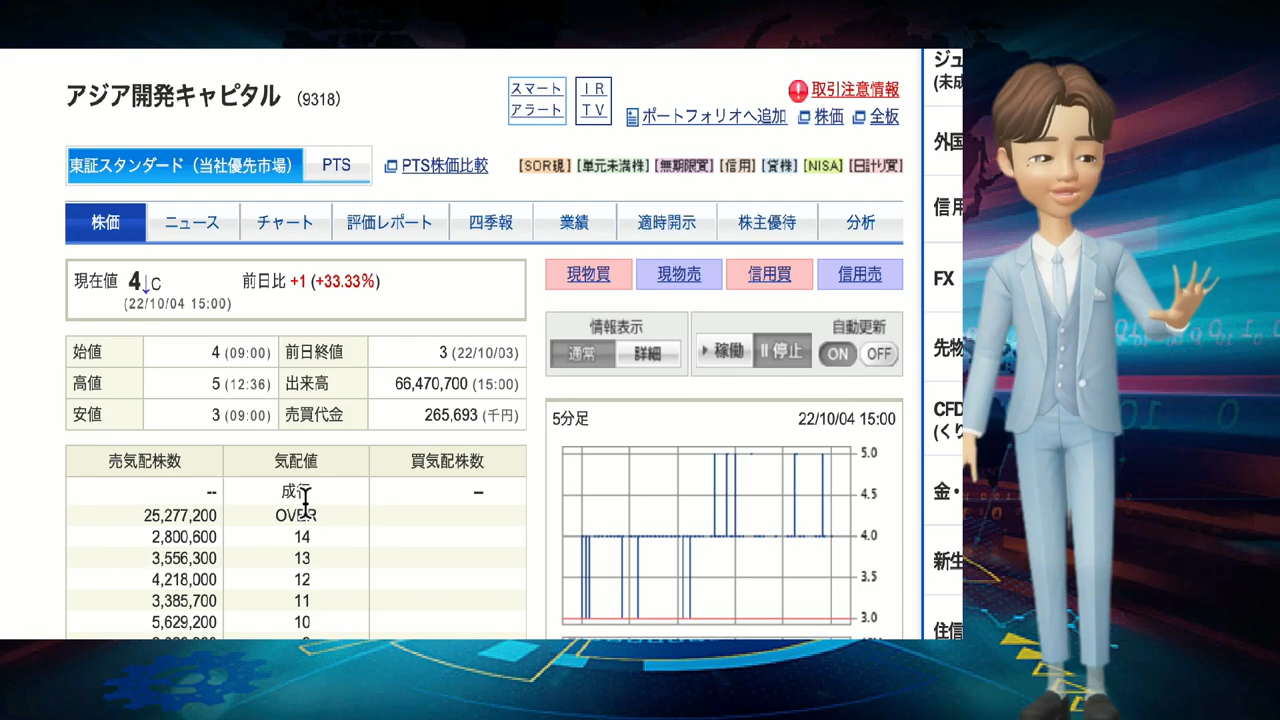 アジア開発キャピタル (9318)
スマート
アラート
I R
T V
取引注意情報
ポートフォリオへ追加 株価 全板
東証スタンダード (当社優先市場) PTS PTS株価比較
[SOR現] [単元未満株] [無期限買] [信用] [貸株] [NISA] [日計り買]
株価 ニュース チャート 評価レポート 四季報 業績 適時開示 株主優待 分析
現在値 4↓C 前日比 +1 (+33.33%)
(22/10/04 15:00)
現物買 現物売 信用買 信用売
始値 4 (09:00) 前日終値 3 (22/10/03)
高値 5 (12:36) 出来高 66,470,700 (15:00)
安値 3 (09:00) 売買代金 265,693 (千円)
情報表示
通常 詳細
自動更新
稼働 停止 ON OFF
売気配株数 気配値 買気配株数
-- 成行 --
25,277,200 OVER
2,800,600 14
3,556,300 13
4,218,000 12
3,385,700 11
5,629,200 10
5分足 22/10/04 15:00
5.0
4.5
4.0
3.5
3.0
外国
信用
FX
先物
CFD
(くり
金・
新生
住信